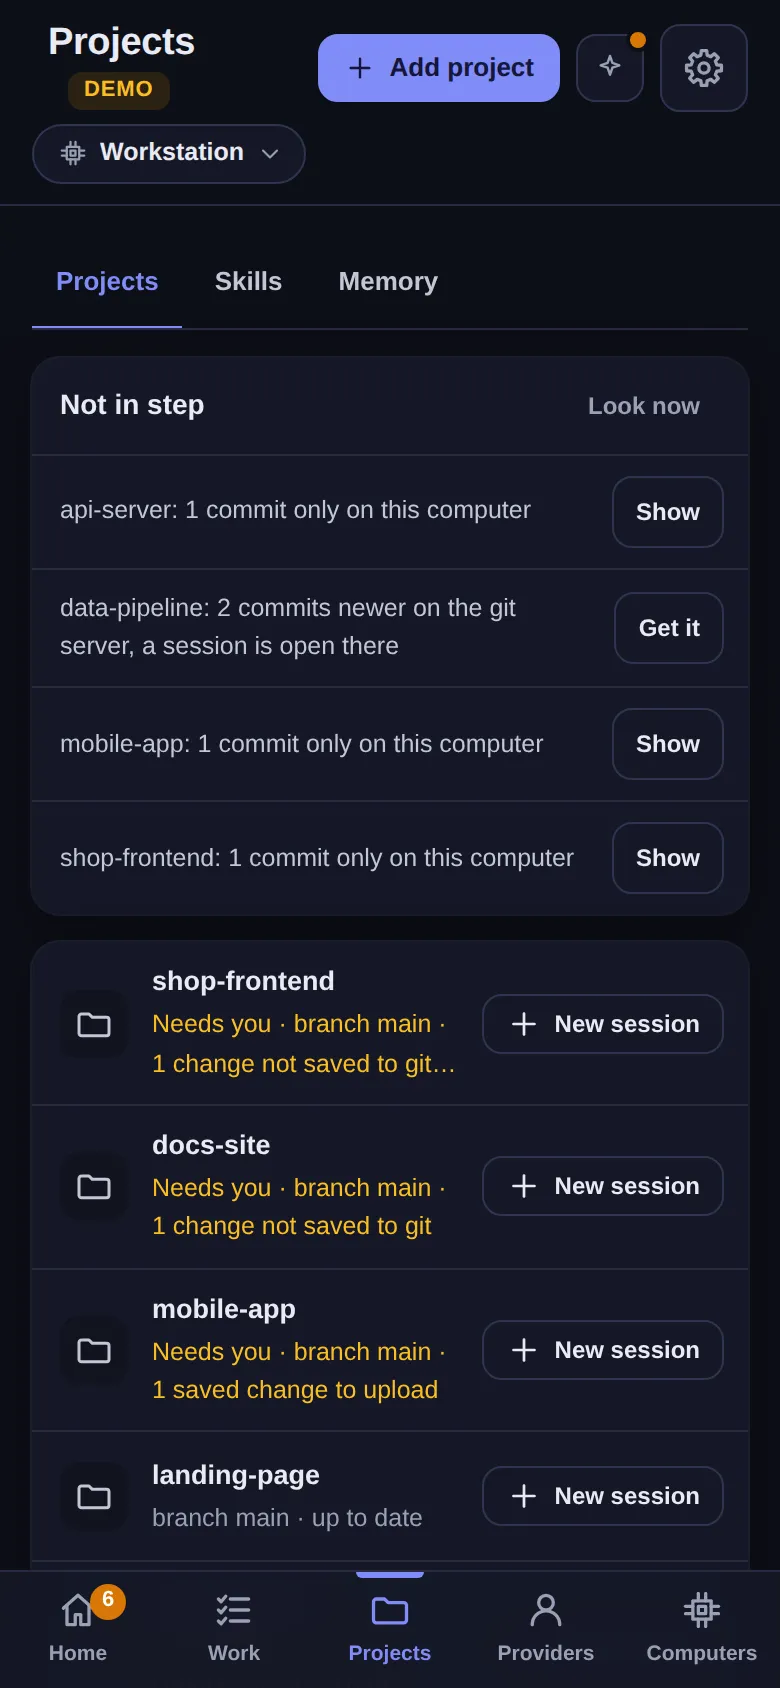 Projects
DEMO
Add project
Workstation
Projects
Skills
Memory
Not in step
Look now
api-server: 1 commit only on this computer
Show
data-pipeline: 2 commits newer on the git
server, a session is open there
Get it
mobile-app: 1 commit only on this computer
Show
shop-frontend: 1 commit only on this computer
Show
shop-frontend
Needs you · branch main ·
1 change not saved to git…
New session
docs-site
Needs you · branch main ·
1 change not saved to git
New session
mobile-app
Needs you · branch main ·
1 saved change to upload
New session
landing-page
branch main · up to date
New session
6
Home
Work
Projects
Providers
Computers